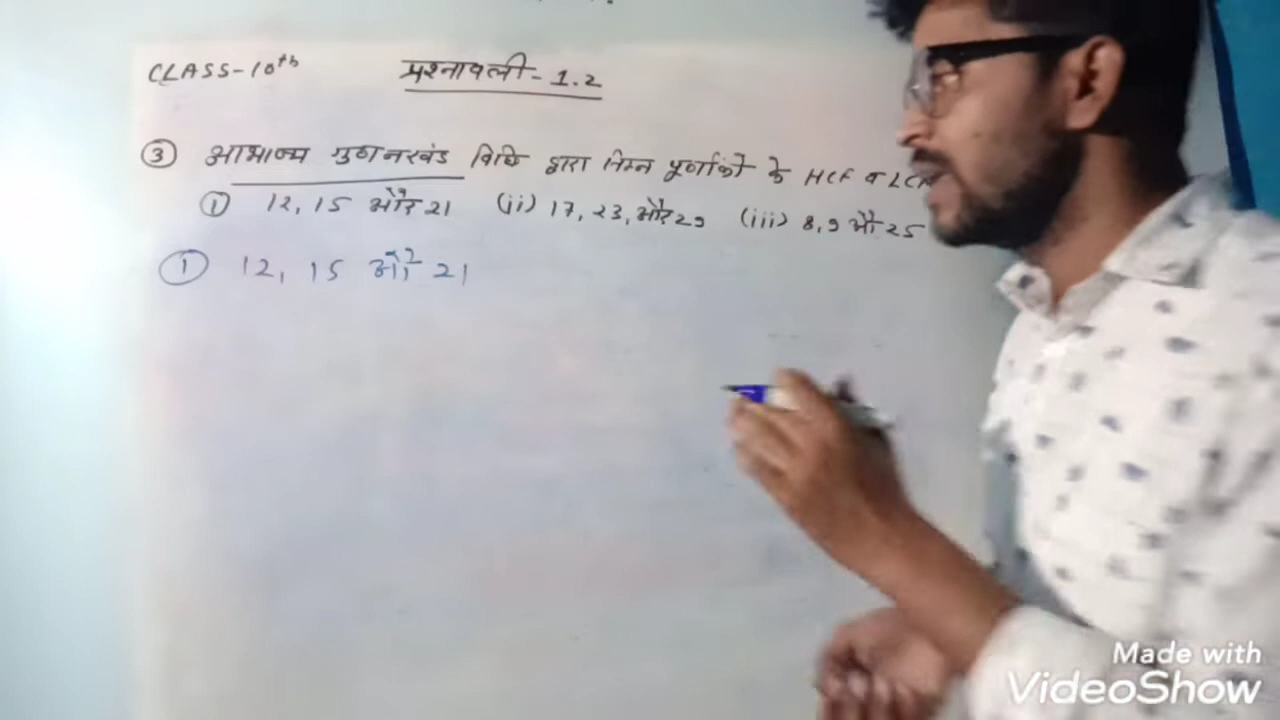 CLASS-10th प्रश्नावली-1.2
③ आभाज्य गुणनखंड विधि द्वारा निम्न पूर्णांकों के HCF व LCM
① 12, 15 और 21 (ii) 17, 23, और 29 (iii) 8, 9 और 25
① 12, 15 और 21
Made with
VideoShow